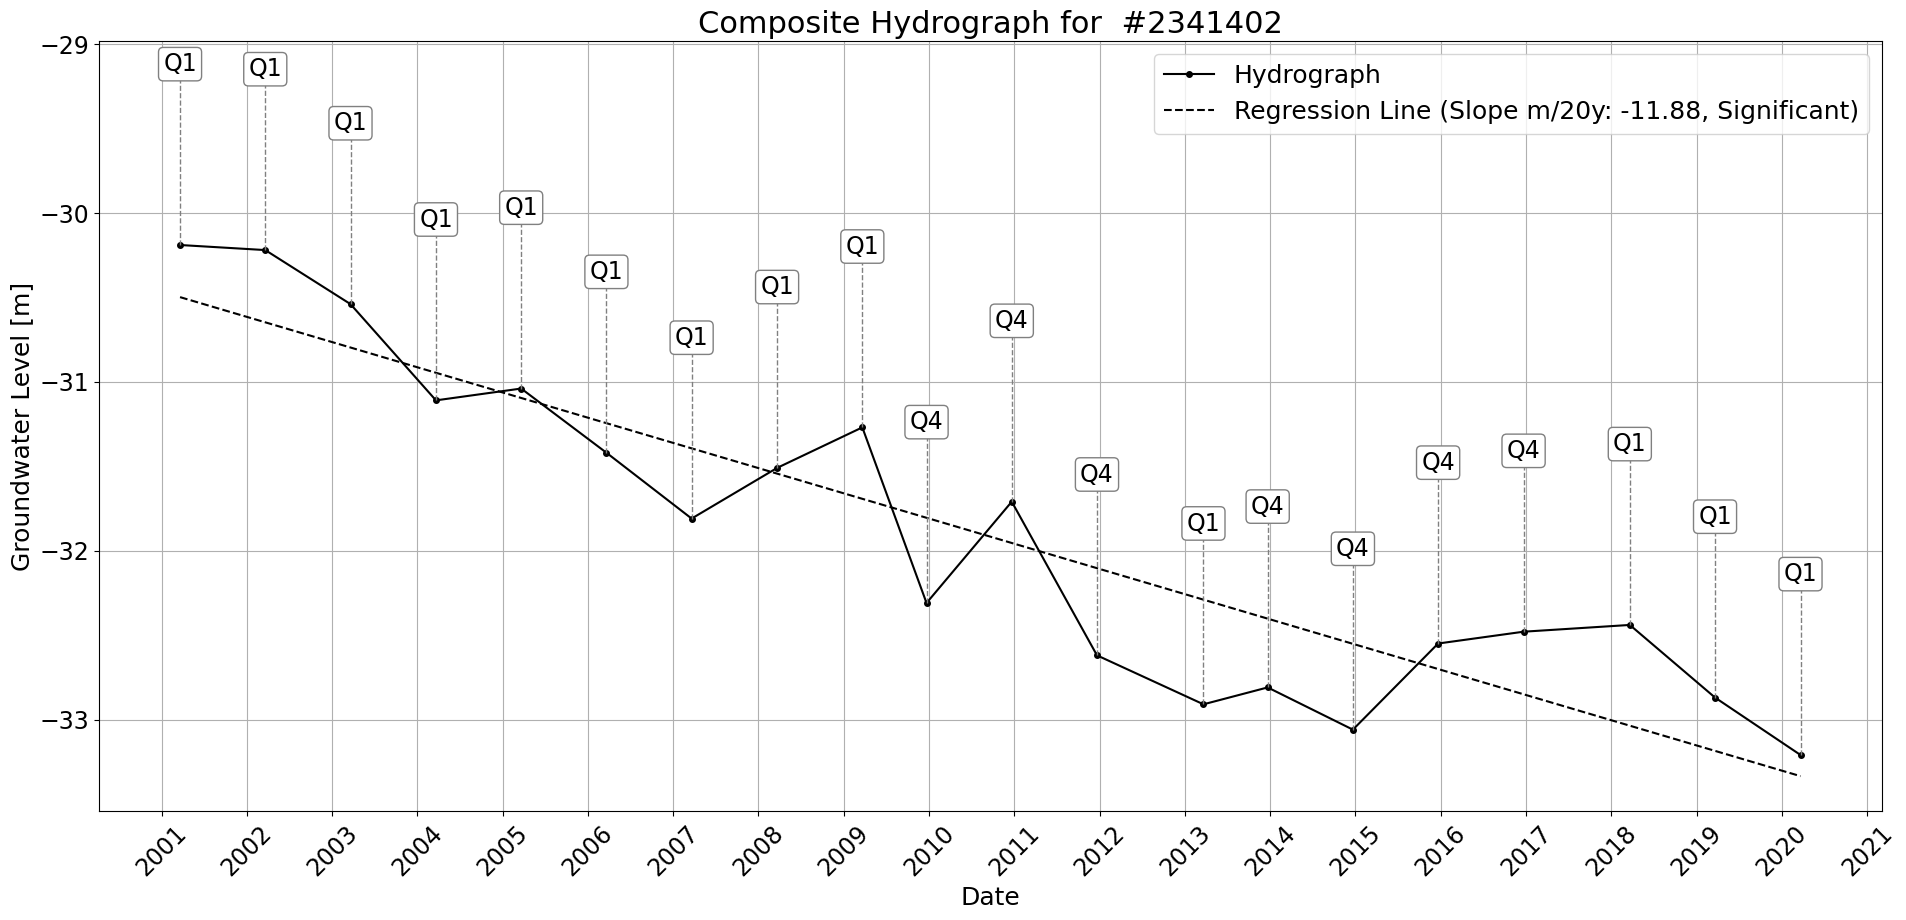 Composite Hydrograph for  #2341402
Hydrograph
Regression Line (Slope m/20y: -11.88, Significant)
Groundwater Level [m]
−29
−30
−31
−32
−33
Q1
Q1
Q1
Q1
Q1
Q1
Q1
Q1
Q1
Q4
Q4
Q4
Q1
Q4
Q4
Q4
Q4
Q1
Q1
Q1
2001
2002
2003
2004
2005
2006
2007
2008
2009
2010
2011
2012
2013
2014
2015
2016
2017
2018
2019
2020
2021
Date